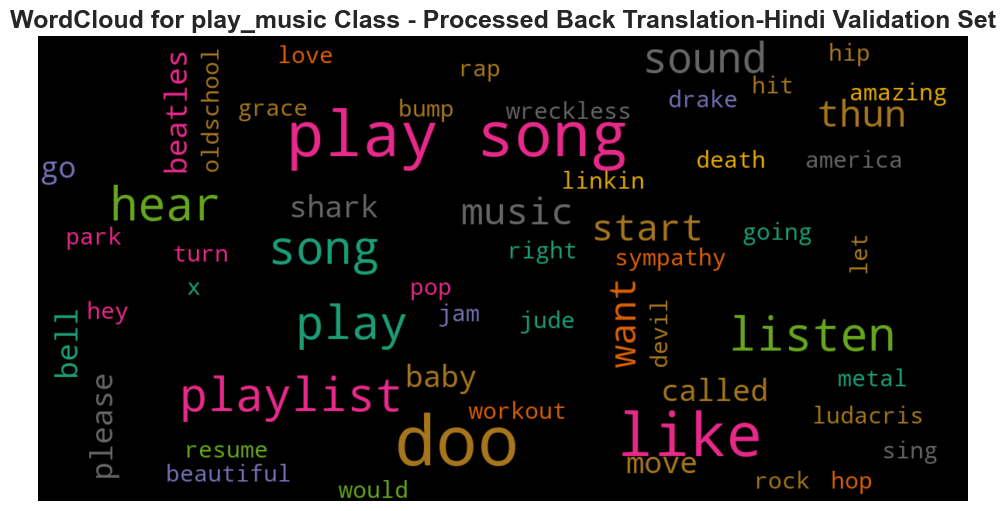 WordCloud for play_music Class - Processed Back Translation-Hindi Validation Set
love
rap
sound
hip
beatles
oldschool
grace
bump
wreckless
drake
hit
amazing
thun
play song
go
death
america
linkin
hear
shark
music
start
park
turn
song
right
sympathy
going
let
x
pop
hey
jam
jude
play
bell
want
devil
listen
playlist
baby
metal
please
workout
called
ludacris
doo
like
resume
move
sing
beautiful
would
rock
hop